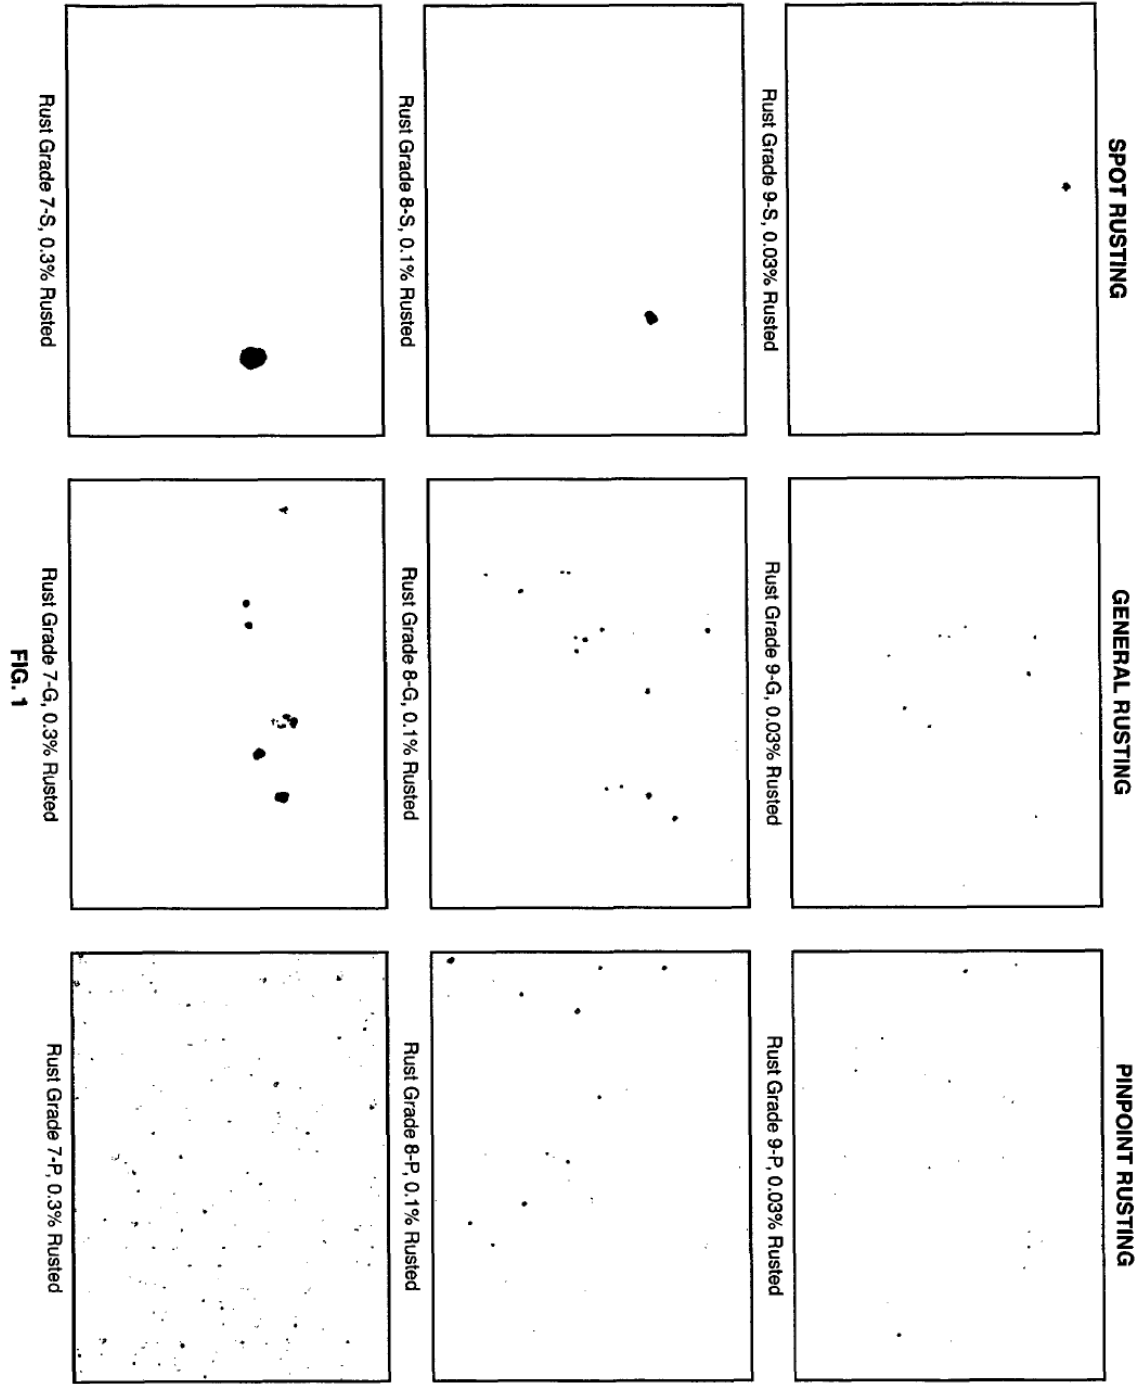 SPOT RUSTING
GENERAL RUSTING
PINPOINT RUSTING
Rust Grade 9-S, 0.03% Rusted
Rust Grade 9-G, 0.03% Rusted
Rust Grade 9-P, 0.03% Rusted
Rust Grade 8-S, 0.1% Rusted
Rust Grade 8-G, 0.1% Rusted
Rust Grade 8-P, 0.1% Rusted
Rust Grade 7-S, 0.3% Rusted
Rust Grade 7-G, 0.3% Rusted
Rust Grade 7-P, 0.3% Rusted
FIG. 1